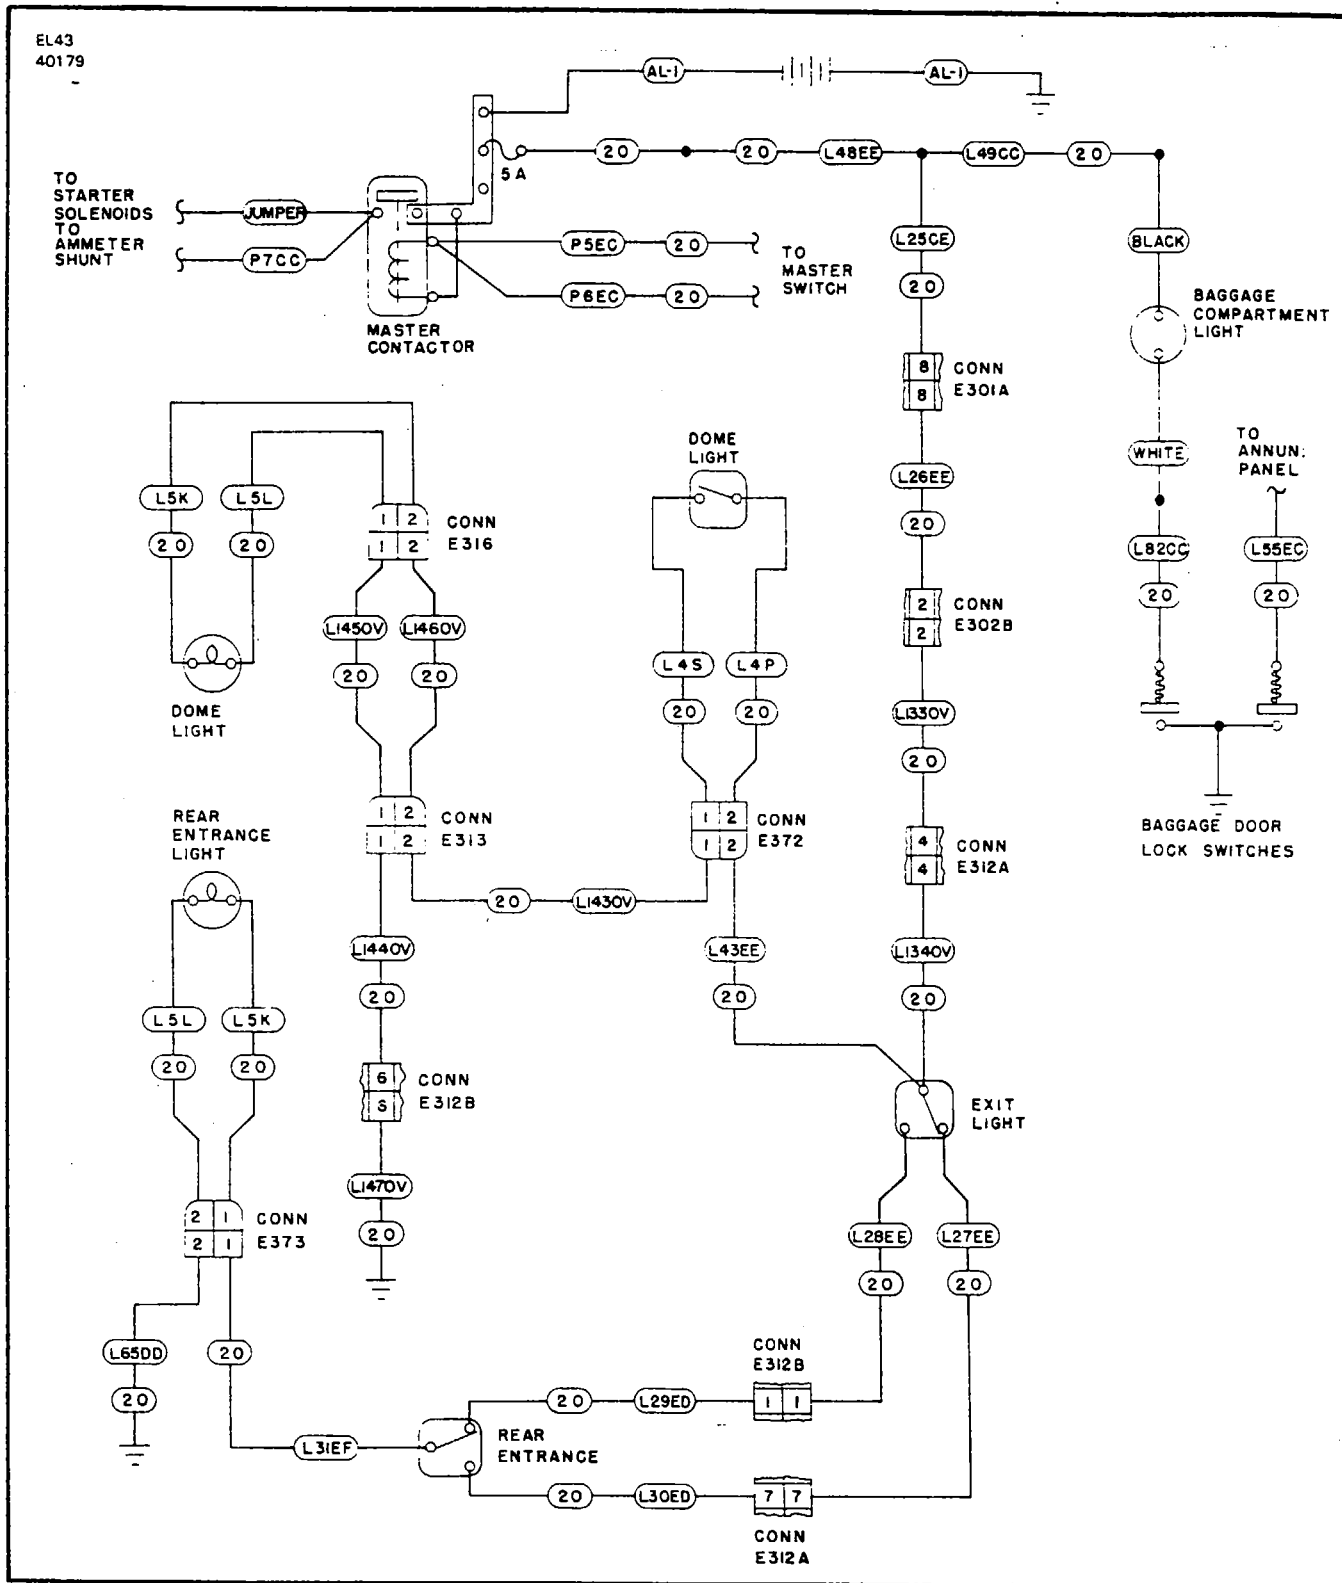 EL43
40179
AL-1
AL-1
20
20
L48EE
L49CC
20
5A
TO
STARTER
SOLENOIDS
TO
AMMETER
SHUNT
JUMPER
P7CC
P5EC
20
P6EC
20
TO
MASTER
SWITCH
MASTER
CONTACTOR
L25CE
20
BLACK
BAGGAGE
COMPARTMENT
LIGHT
8
8
CONN
E301A
WHITE
TO
ANNUN.
PANEL
L82CC
20
L55EC
20
BAGGAGE DOOR
LOCK SWITCHES
L5K
20
L5L
20
1 2
1 2
CONN
E316
DOME
LIGHT
L26EE
20
2
2
CONN
E302B
L1450V
20
L1460V
20
L4S
20
L4P
20
L1330V
20
DOME
LIGHT
1 2
1 2
CONN
E313
1 2
1 2
CONN
E372
4
4
CONN
E312A
REAR
ENTRANCE
LIGHT
20
L1430V
L1440V
20
L43EE
20
L1340V
20
L5L
20
L5K
20
6
CONN
E312B
EXIT
LIGHT
L1470V
20
2 1
2 1
CONN
E373
L28EE
20
L27EE
20
L65DD
20
20
CONN
E312B
20
L29ED
1 1
L31EF
REAR
ENTRANCE
20
L30ED
7 7
CONN
E312A